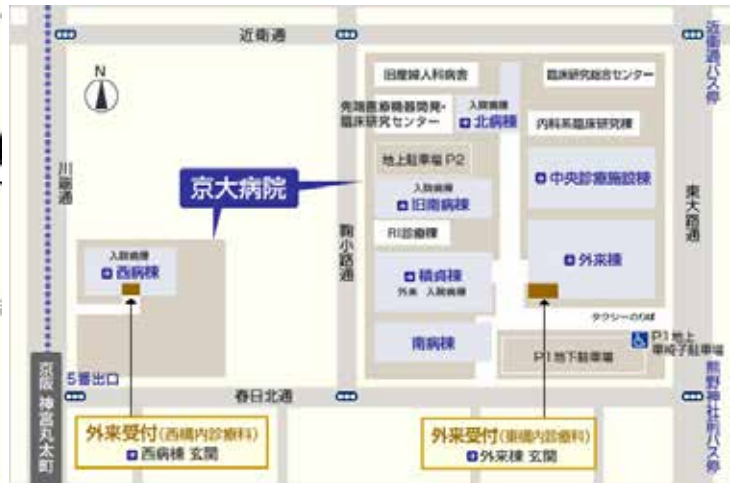 近衛通
近衛通バス停
N
旧産婦人科病舎
臨床研究総合センター
先端医療機器開発・
臨床研究センター
入院病棟
北病棟
内科系臨床研究棟
川端通
地上駐車場 P2
中央診療施設棟
京大病院
入院病棟
旧南病棟
東大路通
鞠小路通
RI診療棟
入院病棟
西病棟
積貞棟
外来 入院病棟
外来棟
南病棟
タクシーのりば
P1地上
車椅子駐車場
P1地下駐車場
5番出口
京阪 神宮丸太町
春日北通
熊野神社前バス停
外来受付(西構内診療科)
西病棟 玄関
外来受付(東構内診療科)
外来棟 玄関